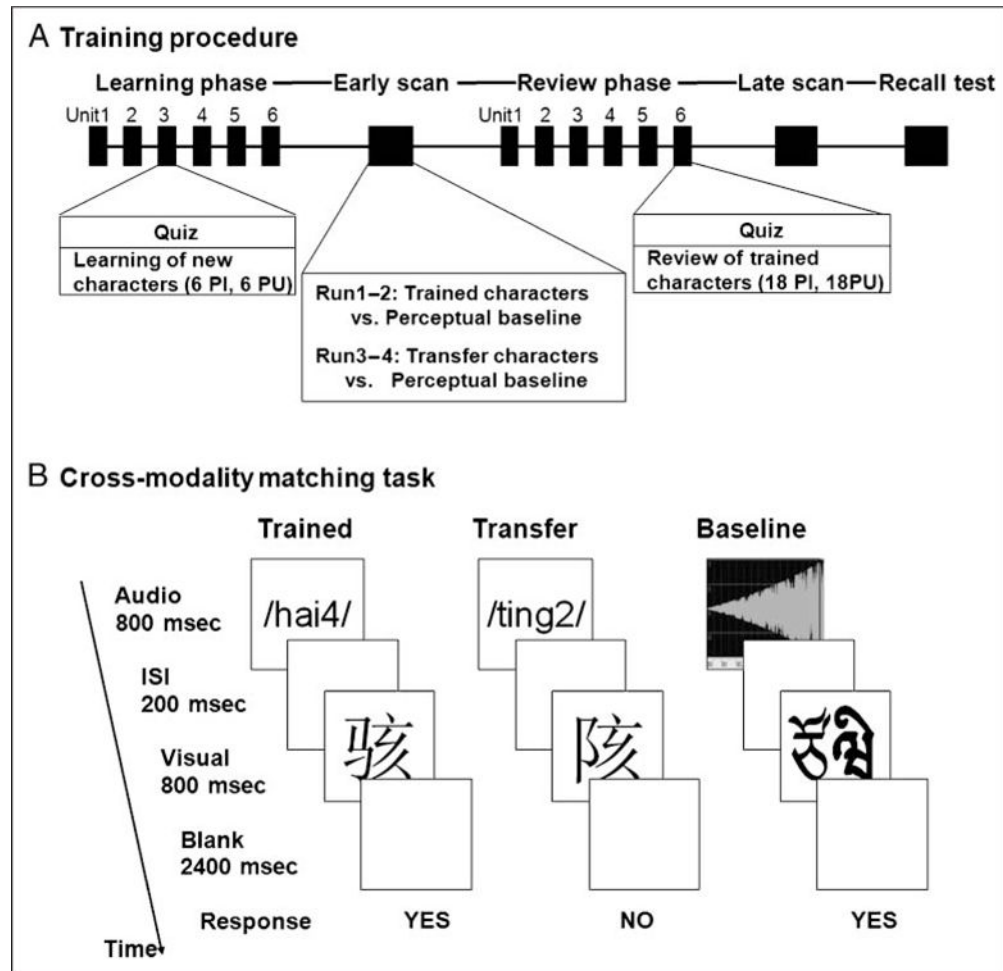 A Training procedure
Learning phase Early scan Review phase Late scan Recall test
Unit1 2 3 4 5 6 Unit1 2 3 4 5 6
Quiz
Learning of new
characters (6 PI, 6 PU)
Run1–2: Trained characters
vs. Perceptual baseline
Run3–4: Transfer characters
vs. Perceptual baseline
Quiz
Review of trained
characters (18 PI, 18PU)
B Cross-modality matching task
Trained Transfer Baseline
Audio
800 msec
/hai4/ /ting2/
ISI
200 msec
Visual
800 msec
骇 陔
Blank
2400 msec
Response YES NO YES
Time